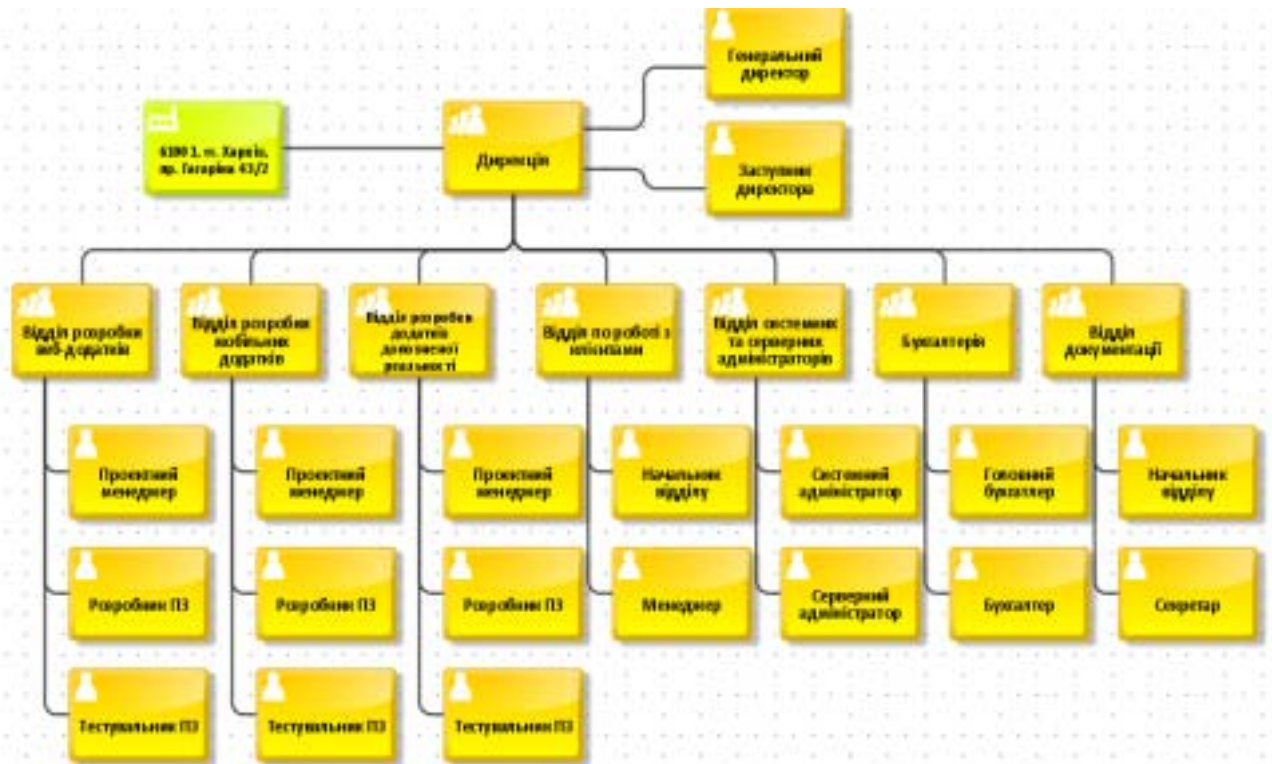 Генеральний
директор
61001, м. Харків,
пр. Гагаріна 43/2
Дирекція
Заступник
директора
Відділ розробки
веб-додатків
Відділ розробки
мобільних
додатків
Відділ розробки
додатків
доповненої
реальності
Відділ по роботі з
клієнтами
Відділ системних
та серверних
адміністраторів
Бухгалтерія
Відділ
документації
Проектний
менеджер
Проектний
менеджер
Проектний
менеджер
Начальник
відділу
Системний
адміністратор
Головний
бухгалтер
Начальник
відділу
Розробник ПЗ
Розробник ПЗ
Розробник ПЗ
Менеджер
Серверний
адміністратор
Бухгалтер
Секретар
Тестувальник ПЗ
Тестувальник ПЗ
Тестувальник ПЗ